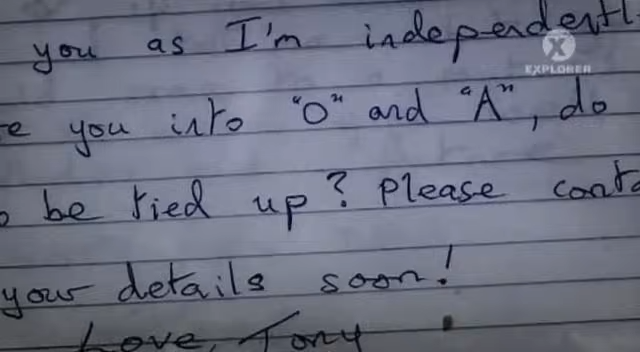 you as I'm independentl
e you into "O" and "A", do
o be tied up? Please conta
your details soon!
Love, Tony
X
EXPLORER